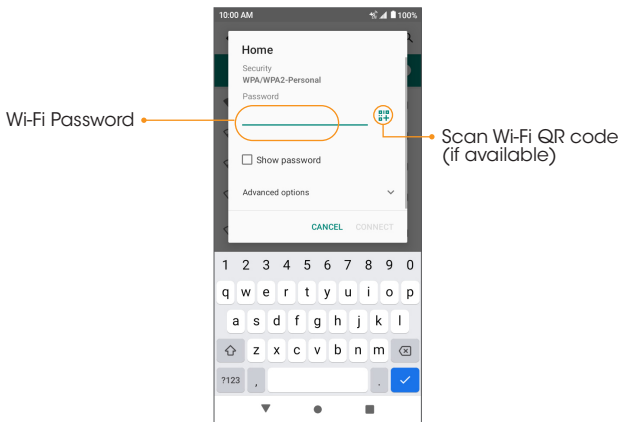 10:00 AM 100%
Home
Security
WPA/WPA2-Personal
Password
Wi-Fi Password
Scan Wi-Fi QR code
(if available)
Show password
Advanced options
CANCEL CONNECT
1 2 3 4 5 6 7 8 9 0
q w e r t y u i o p
a s d f g h j k l
z x c v b n m
?123 , .